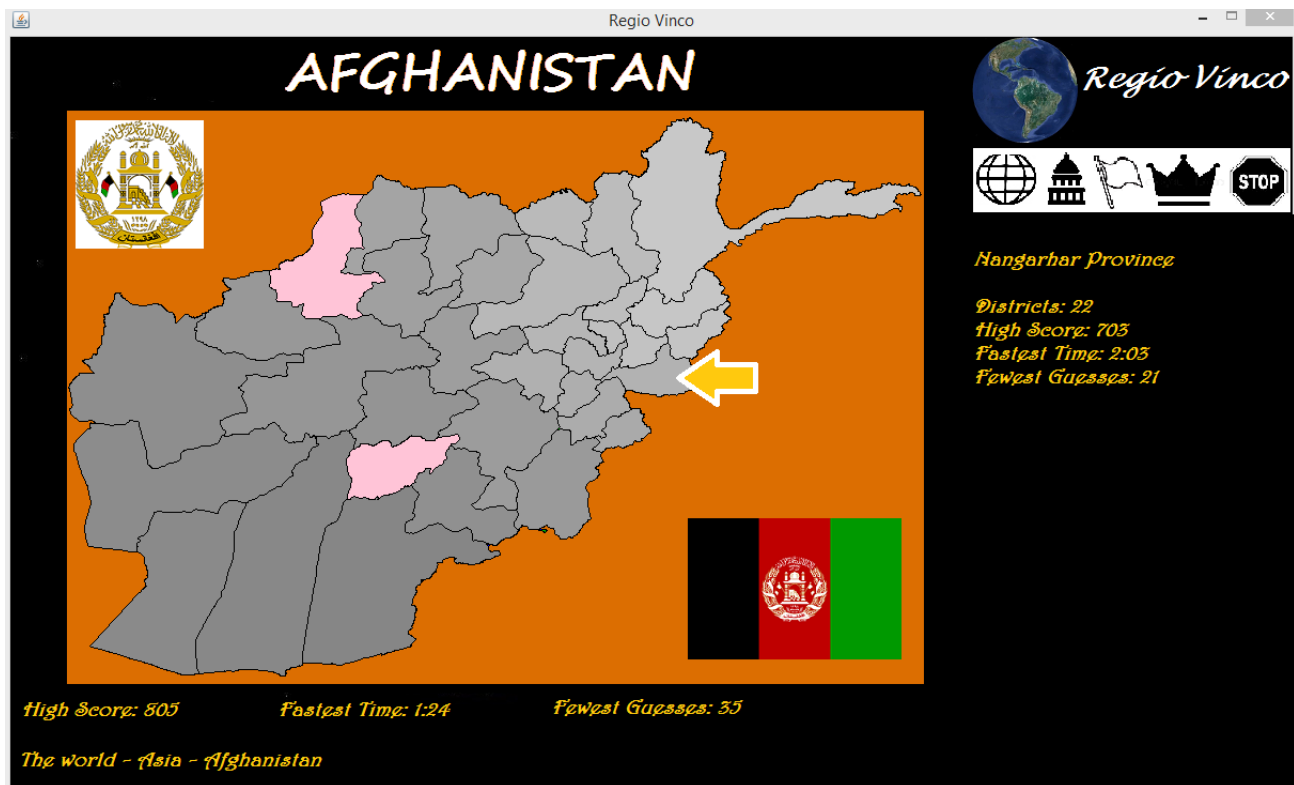 Regio Vinco
AFGHANISTAN
Regio Vinco
STOP
Nangarhar Province
Districts: 22
High Score: 703
Fastest Time: 2:03
Fewest Guesses: 21
High Score: 805
Fastest Time: 1:24
Fewest Guesses: 35
The world - Asia - Afghanistan